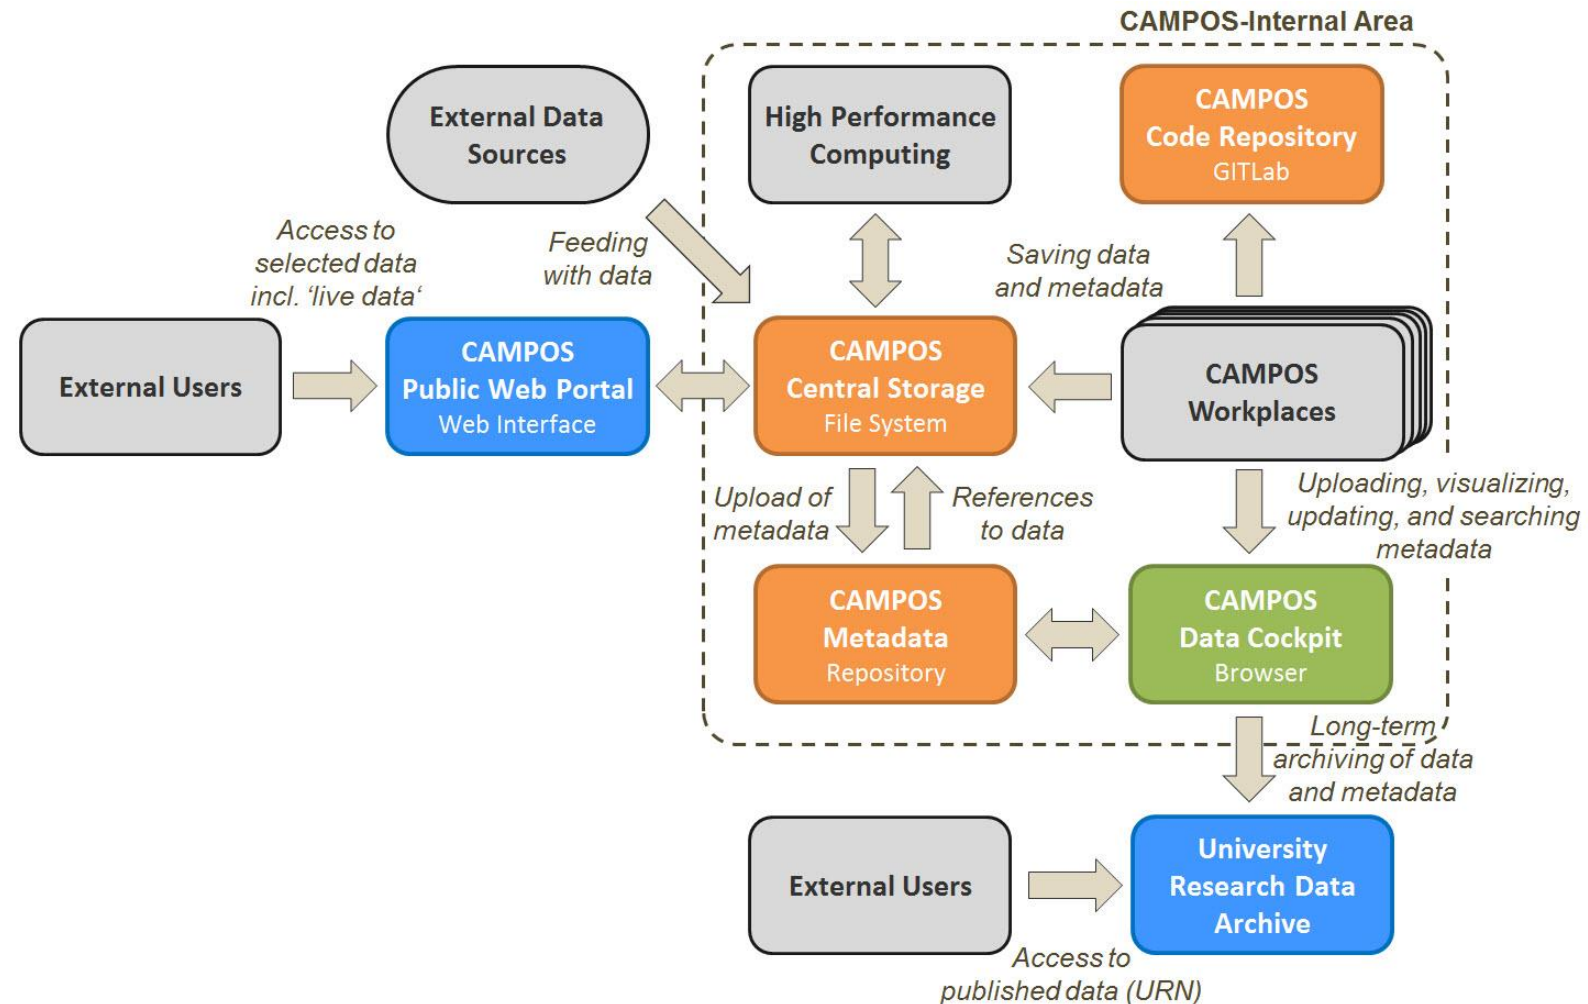 CAMPOS-Internal Area
External Data
Sources
High Performance
Computing
CAMPOS
Code Repository
GITLab
Access to
selected data
incl. ‘live data‘
Feeding
with data
Saving data
and metadata
External Users
CAMPOS
Public Web Portal
Web Interface
CAMPOS
Central Storage
File System
CAMPOS
Workplaces
Upload of
metadata
References
to data
Uploading, visualizing,
updating, and searching
metadata
CAMPOS
Metadata
Repository
CAMPOS
Data Cockpit
Browser
Long-term
archiving of data
and metadata
External Users
University
Research Data
Archive
Access to
published data (URN)